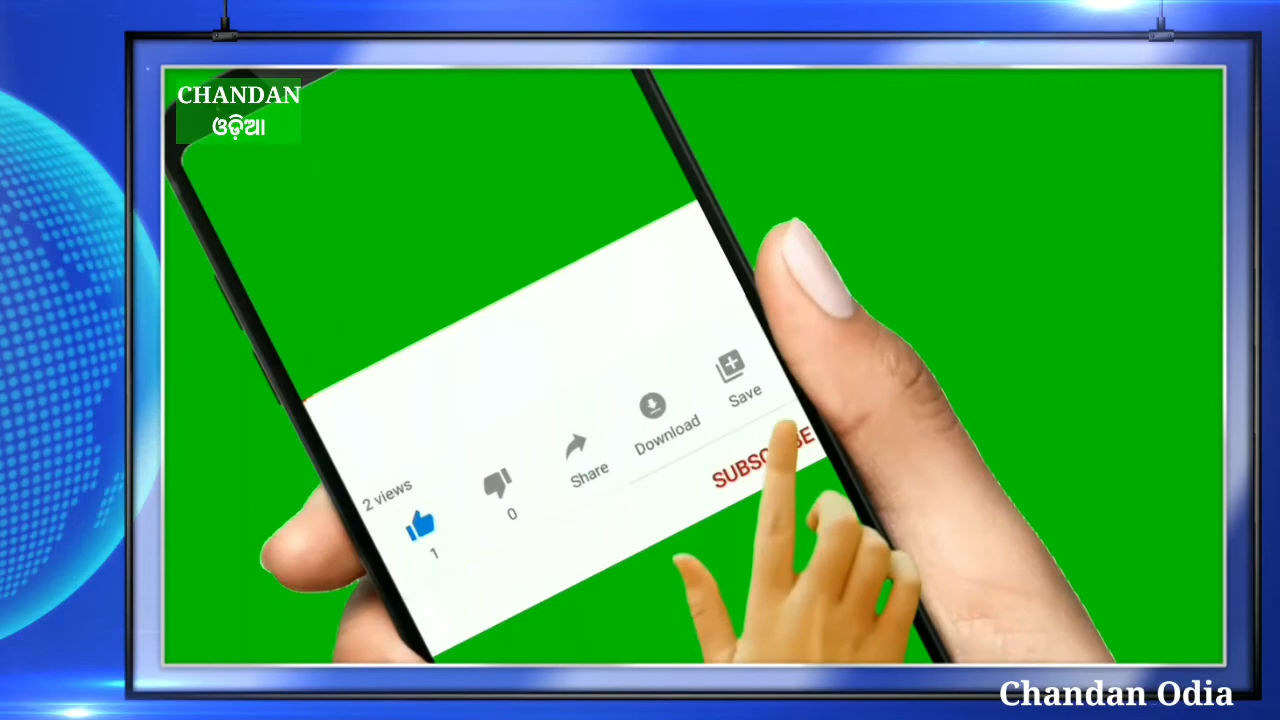 CHANDAN
ଓଡ଼ିଆ
2 views
1
0
Share
Download
Save
Chandan Odia